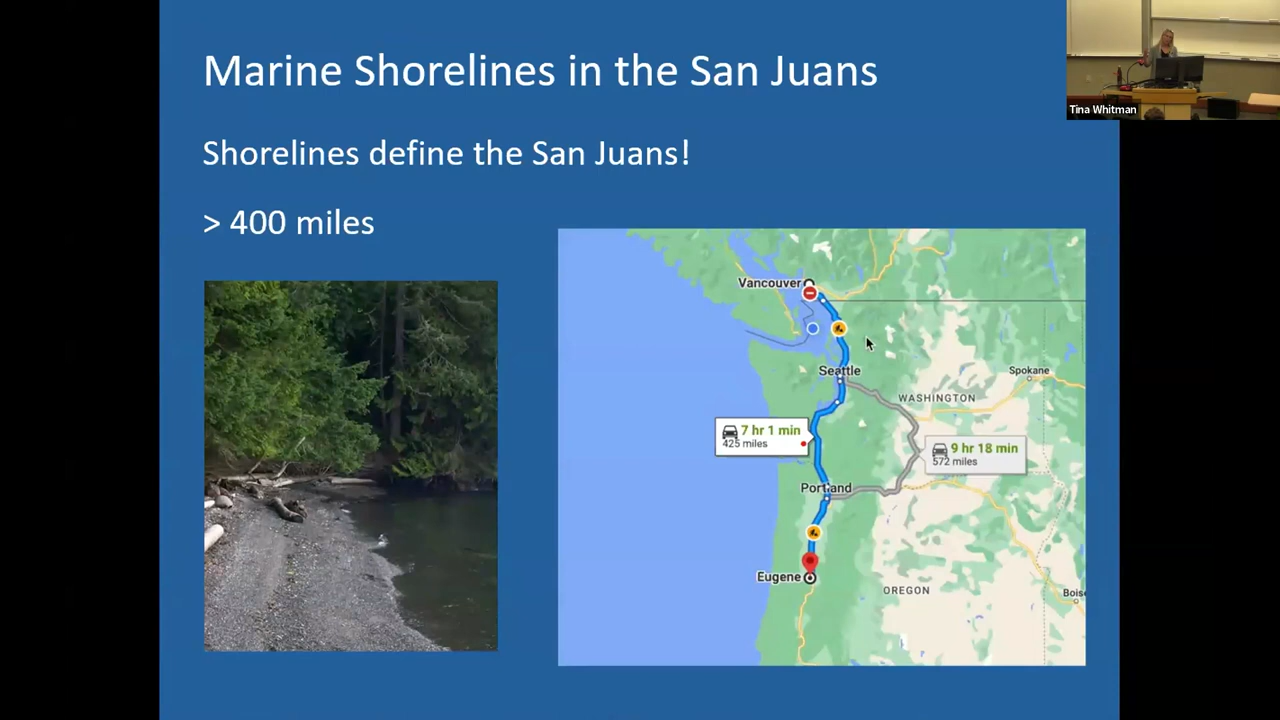 Marine Shorelines in the San Juans
Tina Whitman
Shorelines define the San Juans!
> 400 miles
Vancouver
Seattle
Spokane
WASHINGTON
7 hr 1 min
425 miles
9 hr 18 min
572 miles
Portland
Eugene
OREGON
Boise